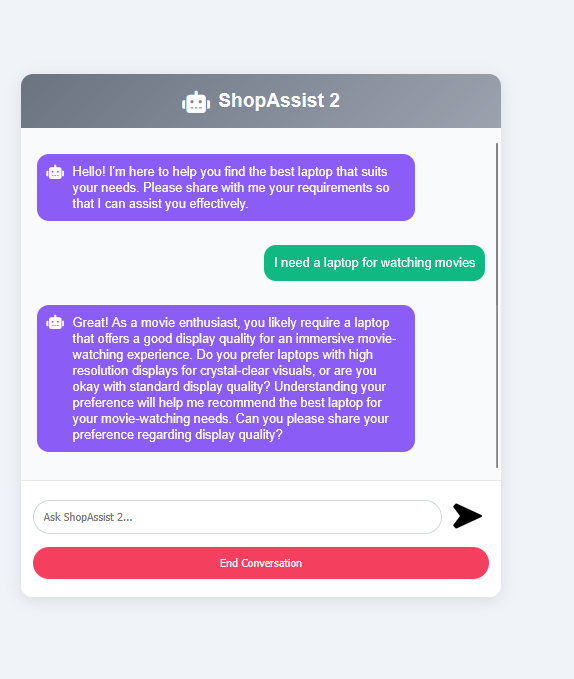 ShopAssist 2
Hello! I'm here to help you find the best laptop that suits
your needs. Please share with me your requirements so
that I can assist you effectively.
I need a laptop for watching movies
Great! As a movie enthusiast, you likely require a laptop
that offers a good display quality for an immersive movie-
watching experience. Do you prefer laptops with high
resolution displays for crystal-clear visuals, or are you
okay with standard display quality? Understanding your
preference will help me recommend the best laptop for
your movie-watching needs. Can you please share your
preference regarding display quality?
Ask ShopAssist 2...
End Conversation